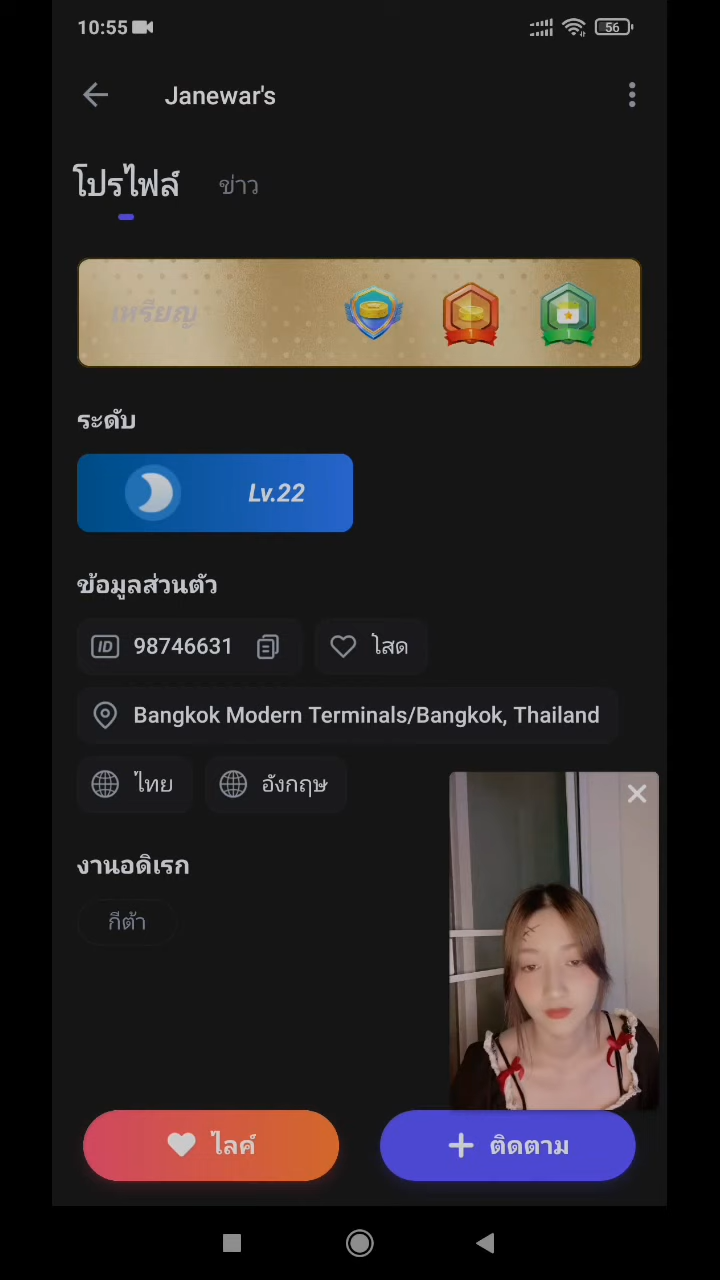 10:55
56
Janewar's
โปรไฟล์ ข่าว
เหรียญ
ระดับ
Lv.22
ข้อมูลส่วนตัว
ID 98746631 โสด
Bangkok Modern Terminals/Bangkok, Thailand
ไทย อังกฤษ
งานอดิเรก
กีต้า
ไลค์ ติดตาม